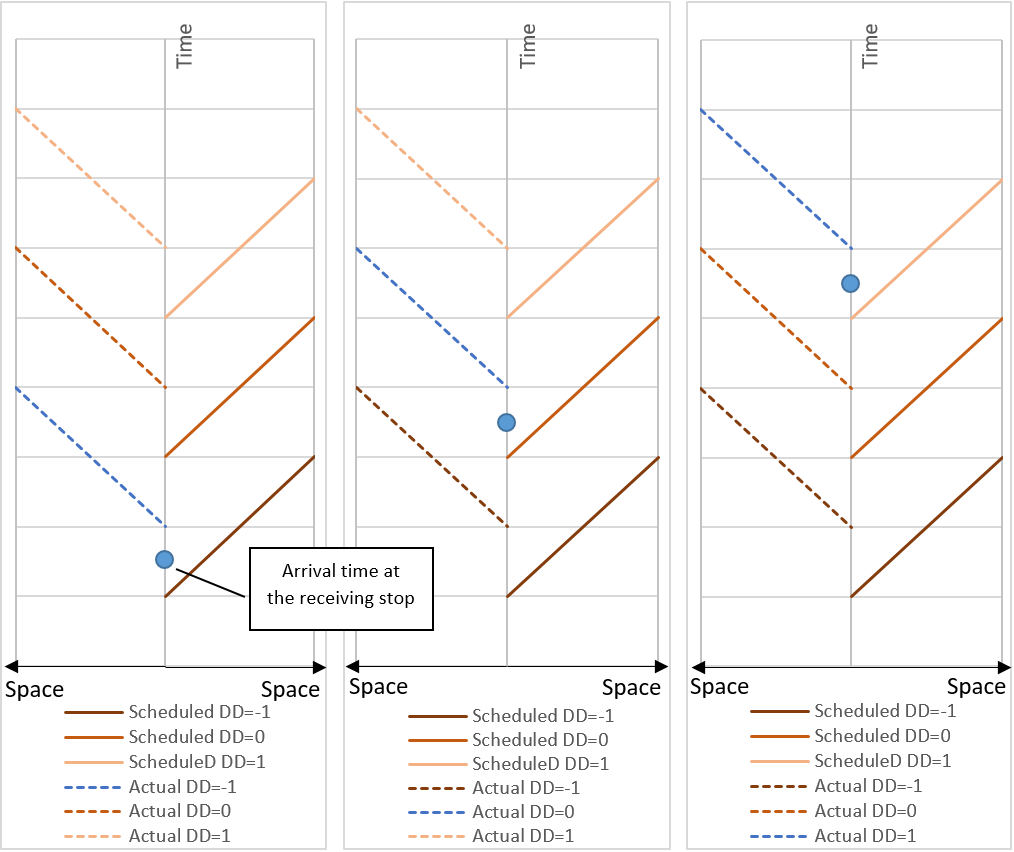 Time
Arrival time at
the receiving stop
Space
Space
Scheduled DD=-1
Scheduled DD=0
ScheduleD DD=1
Actual DD=-1
Actual DD=0
Actual DD=1
Time
Space
Space
Scheduled DD=-1
Scheduled DD=0
ScheduleD DD=1
Actual DD=-1
Actual DD=0
Actual DD=1
Time
Space
Space
Scheduled DD=-1
Scheduled DD=0
ScheduleD DD=1
Actual DD=-1
Actual DD=0
Actual DD=1